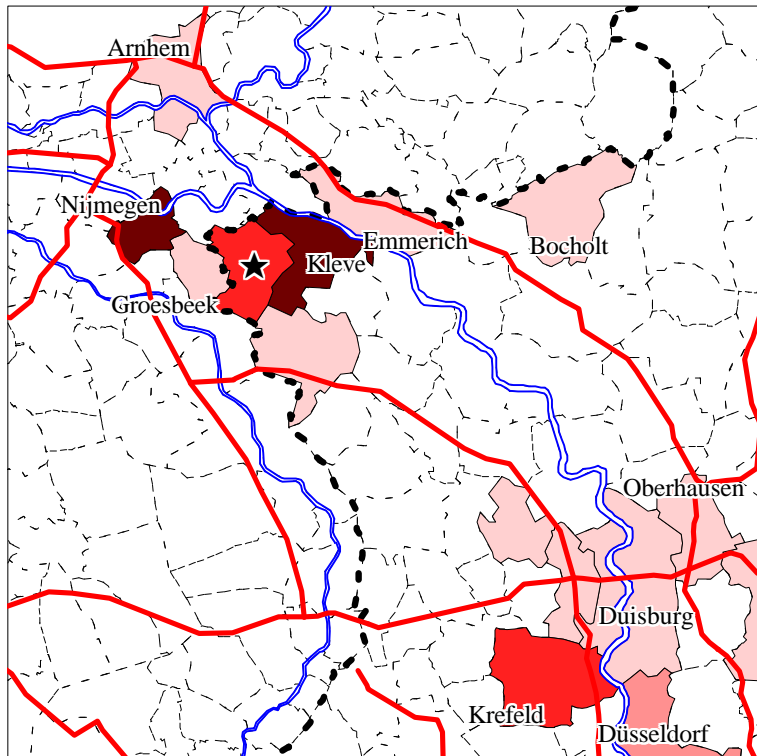 Arnhem
Nijmegen
Emmerich
Bocholt
Kleve
Groesbeek
Oberhausen
Duisburg
Krefeld
Düsseldorf